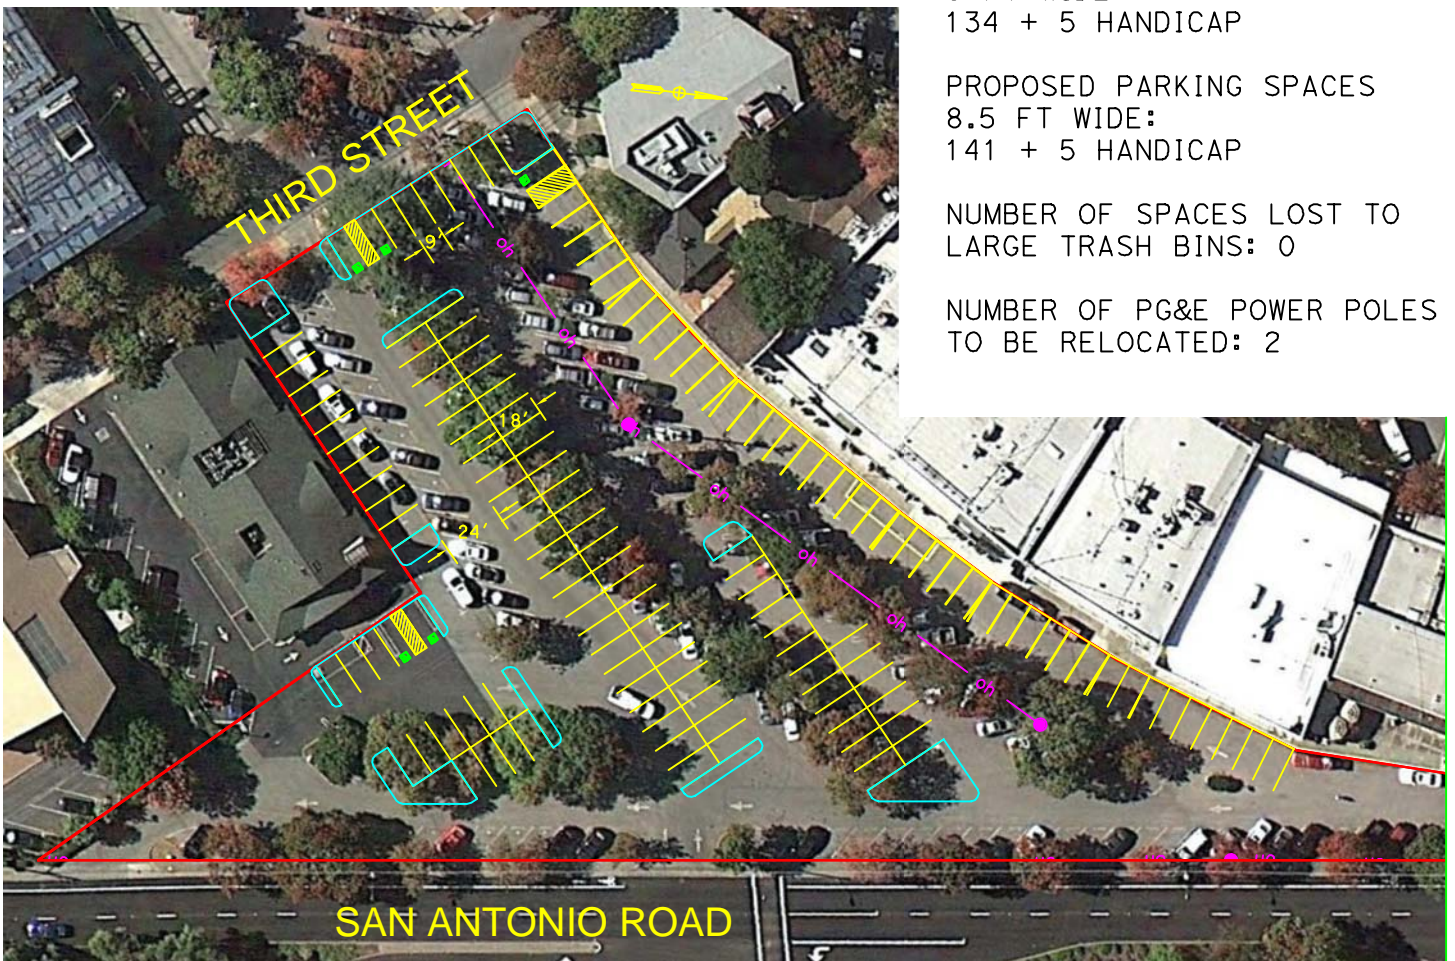 134 + 5 HANDICAP
PROPOSED PARKING SPACES
8.5 FT WIDE:
141 + 5 HANDICAP
NUMBER OF SPACES LOST TO
LARGE TRASH BINS: 0
NUMBER OF PG&E POWER POLES
TO BE RELOCATED: 2
THIRD STREET
9'
oh
oh
18'
oh
24'
oh
oh
oh
SAN ANTONIO ROAD